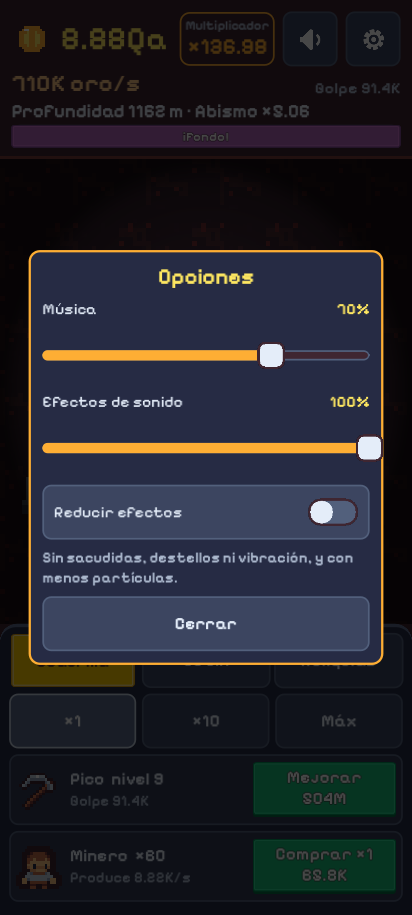 8.88Qa
Multiplicador
×136.98
710K oro/s
Golpe 91.4K
Profundidad 1162 m · Abismo ×5.06
¡Fondo!
Opciones
Música
70%
Efectos de sonido
100%
Reducir efectos
Sin sacudidas, destellos ni vibración, y con
menos partículas.
Cerrar
×1
×10
Máx
Pico nivel 9
Golpe 91.4K
Mejorar
504M
Minero ×60
Produce 8.22K/s
Comprar ×1
65.8K